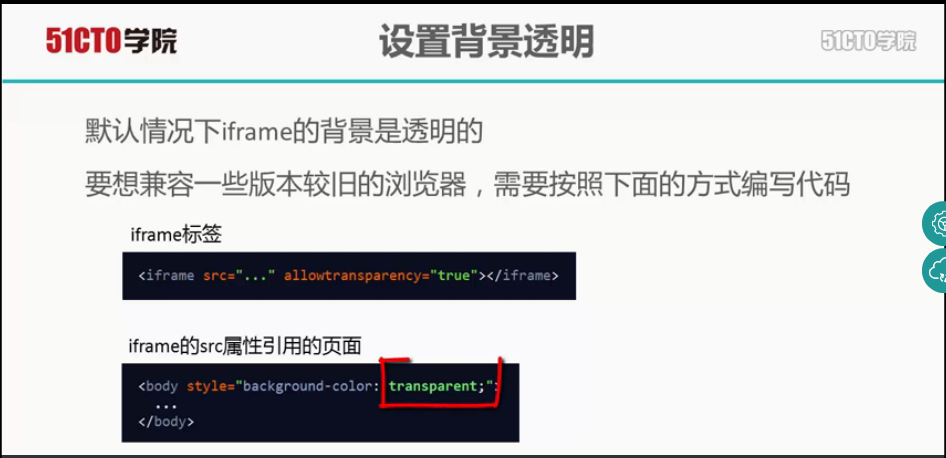 51CTO学院
设置背景透明
51CTO学院
默认情况下iframe的背景是透明的
要想兼容一些版本较旧的浏览器，需要按照下面的方式编写代码
iframe标签
<iframe src="..." allowtransparency="true"></iframe>
iframe的src属性引用的页面
<body style="background-color: transparent;">
...
</body>